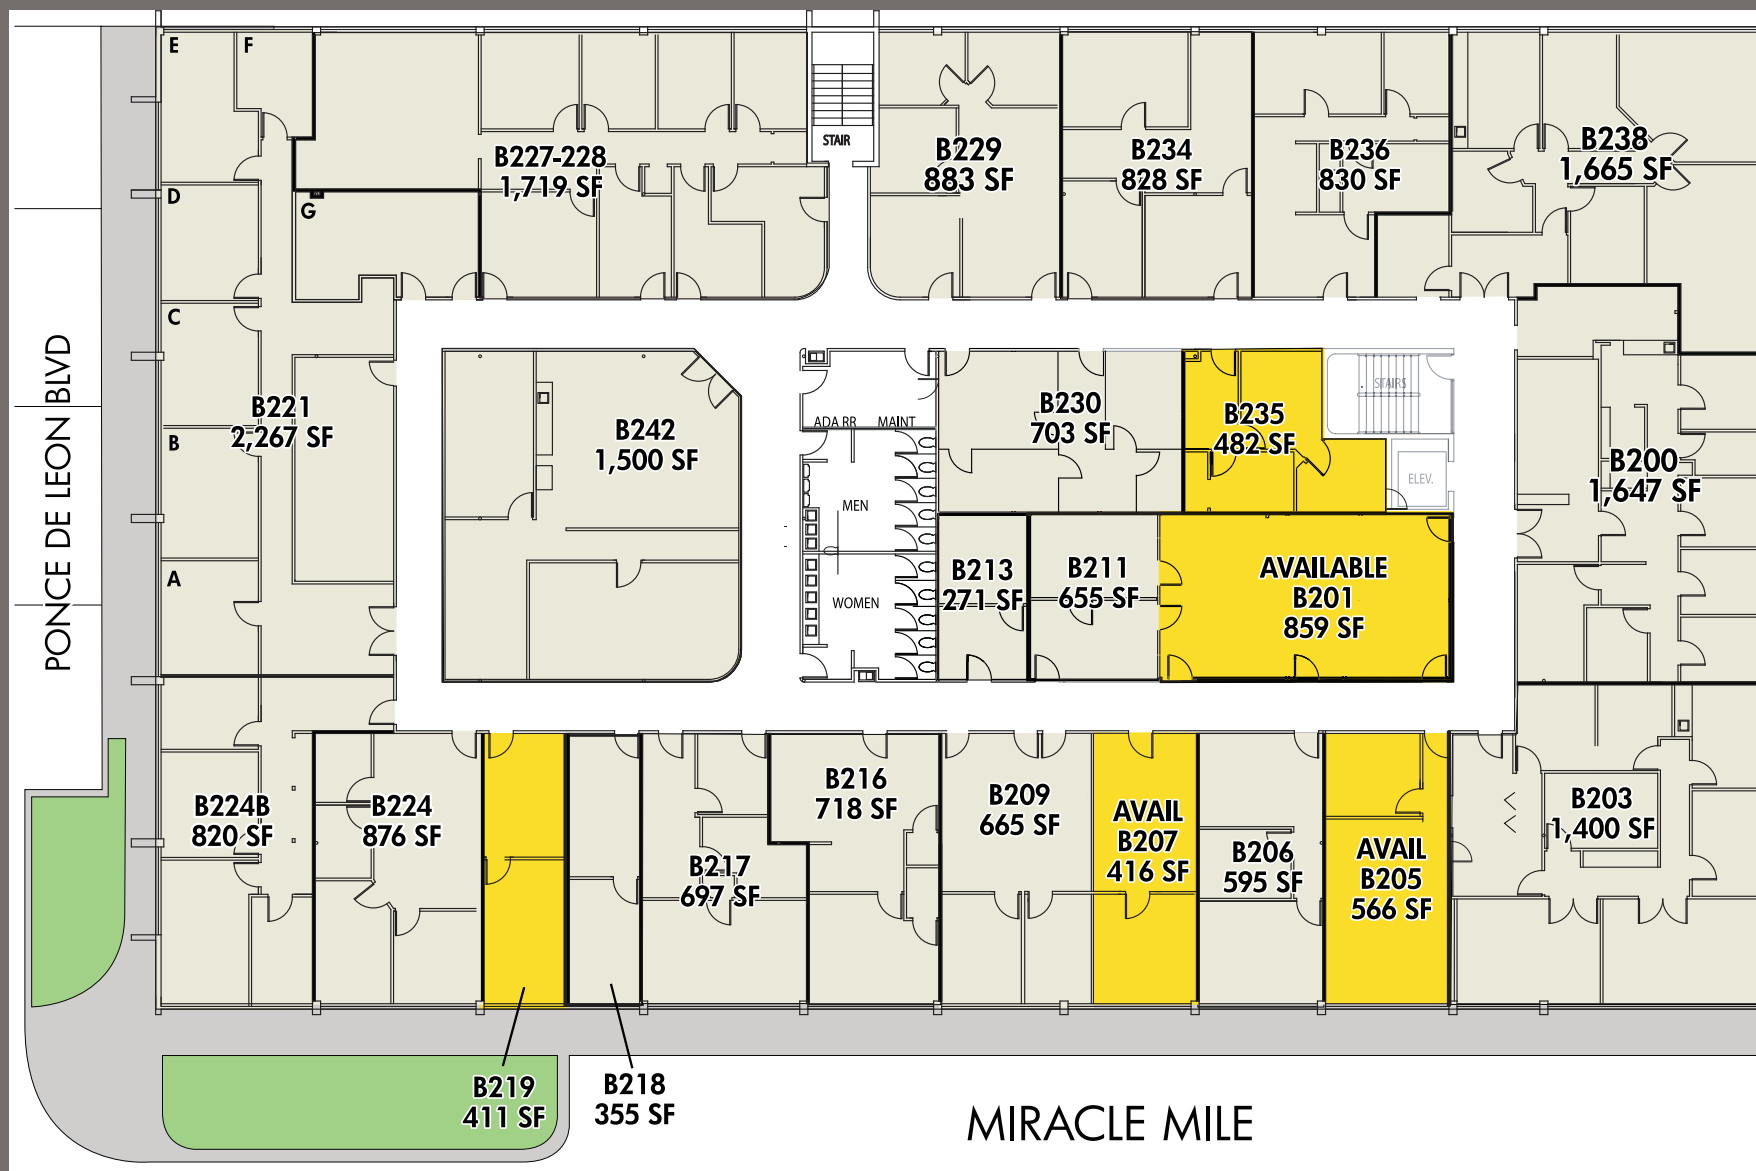 E
F
D
G
C
B
A
B227-228
1,719 SF
STAIR
B229
883 SF
B234
828 SF
B236
830 SF
B238
1,665 SF
PONCE DE LEON BLVD
B221
2,267 SF
B242
1,500 SF
ADA RR
MAINT
MEN
WOMEN
B230
703 SF
B235
482 SF
STAIRS
ELEV.
B200
1,647 SF
B213
271 SF
B211
655 SF
AVAILABLE
B201
859 SF
B224B
820 SF
B224
876 SF
B217
697 SF
B216
718 SF
B209
665 SF
AVAIL
B207
416 SF
B206
595 SF
AVAIL
B205
566 SF
B203
1,400 SF
B219
411 SF
B218
355 SF
MIRACLE MILE